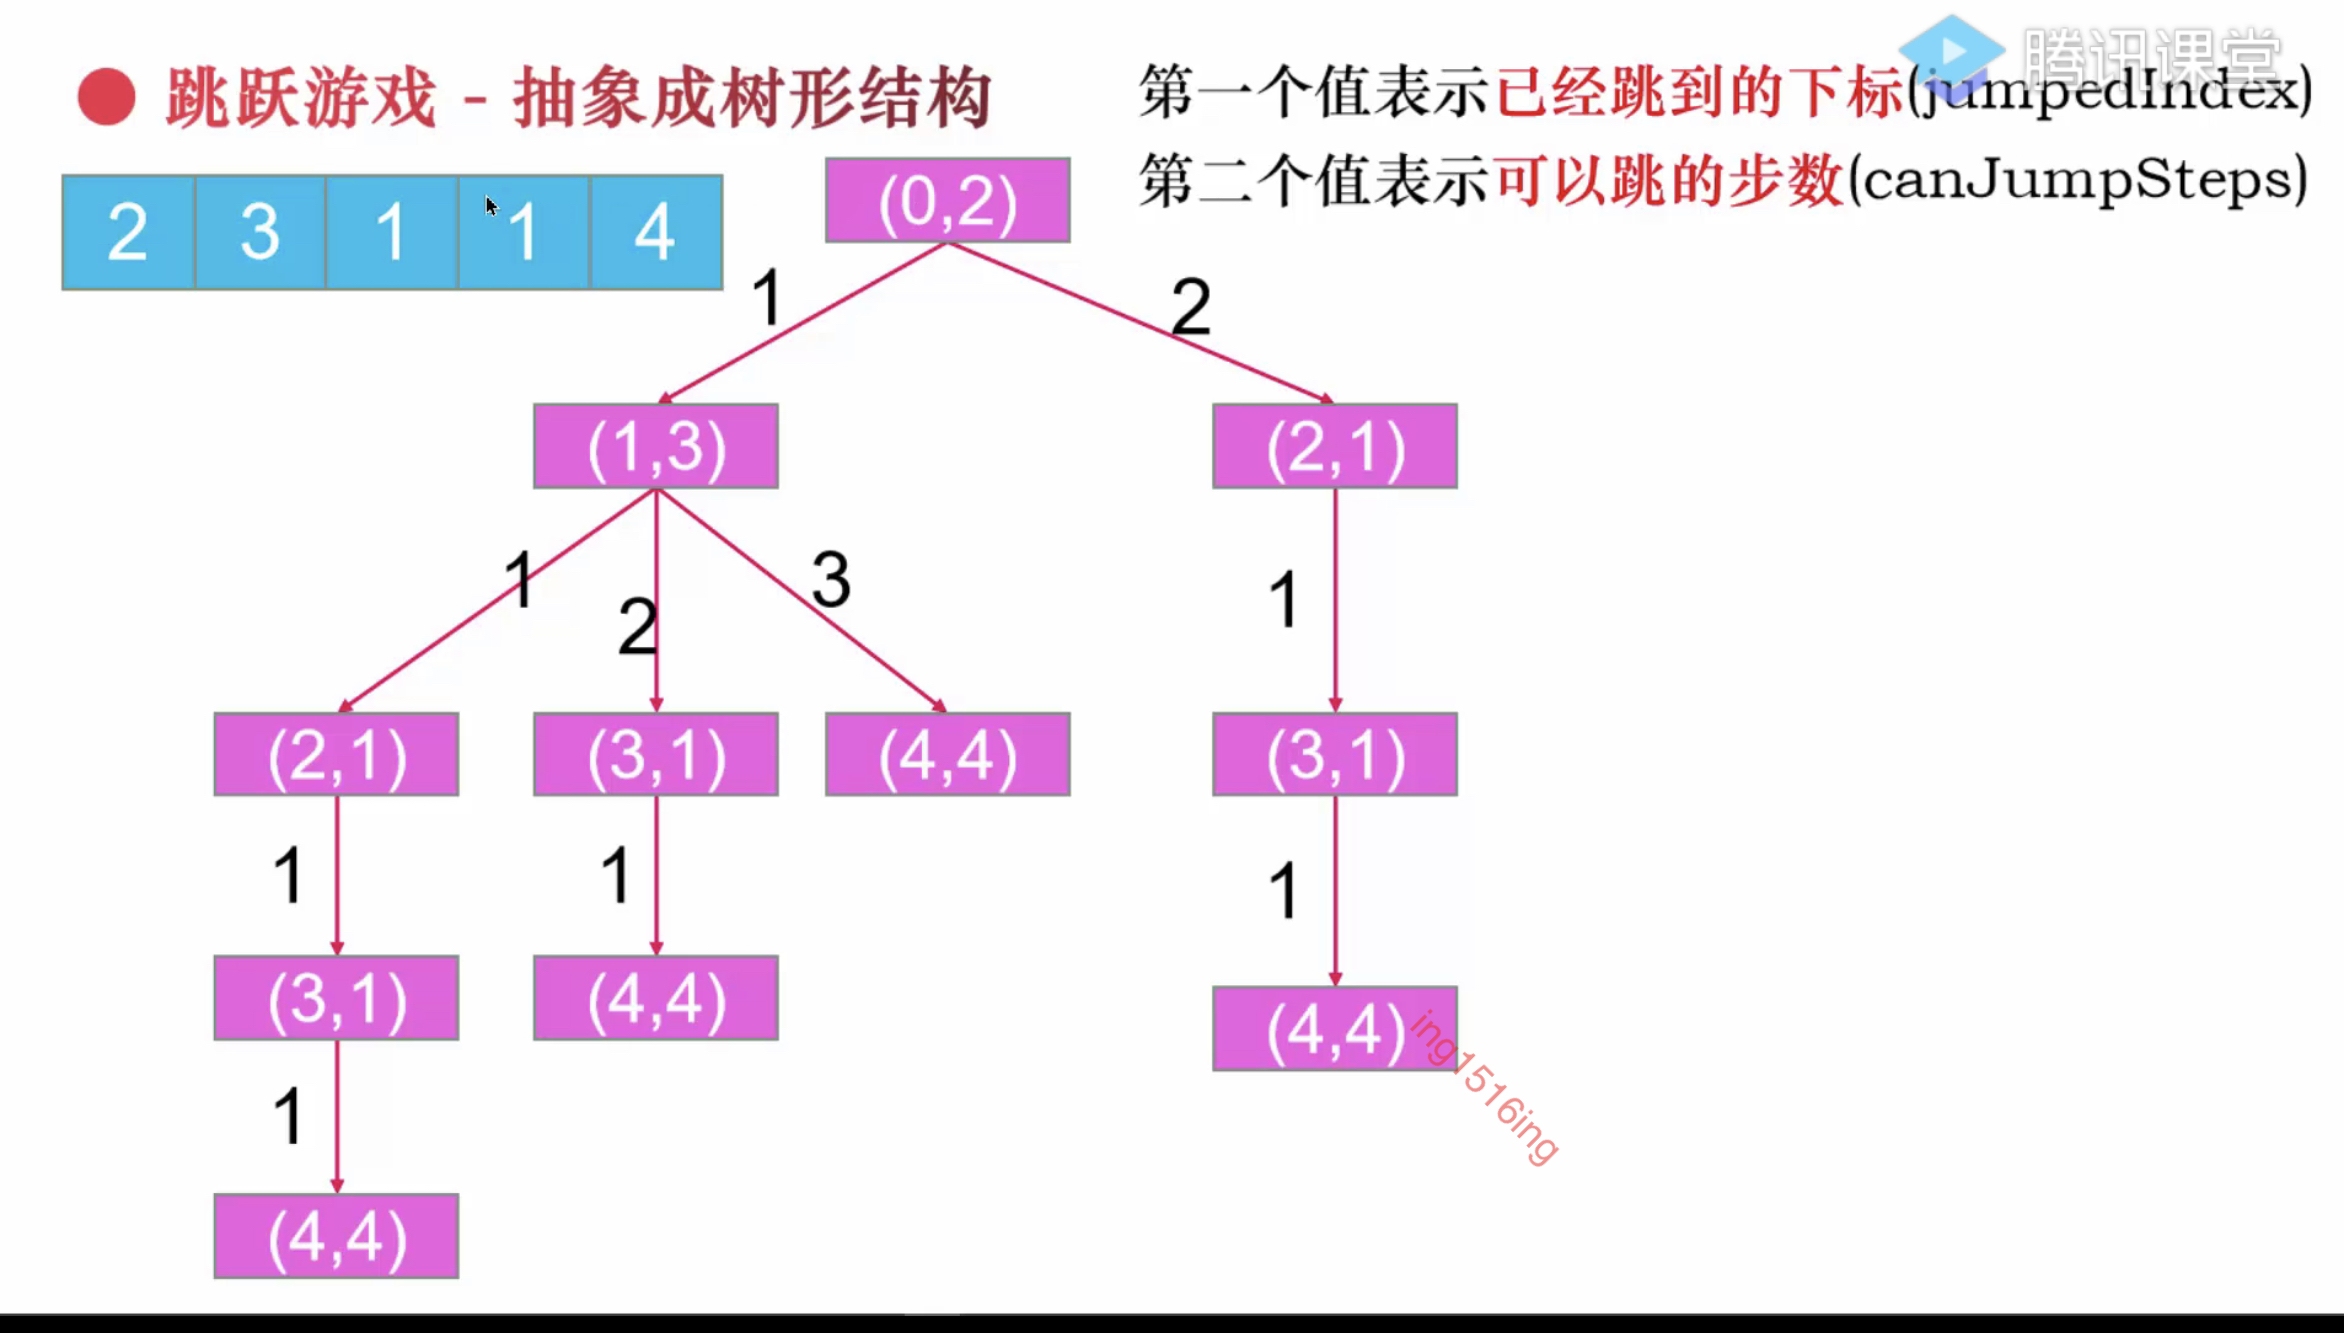 腾讯课堂
跳跃游戏 - 抽象成树形结构
第一个值表示已经跳到的下标(jumpedIndex)
第二个值表示可以跳的步数(canJumpSteps)
2 3 1 1 4
(0,2)
1 2
(1,3) (2,1)
1 2 3 1
(2,1) (3,1) (4,4) (3,1)
1 1 1
(3,1) (4,4) (4,4)
ing1516ing
1
(4,4)